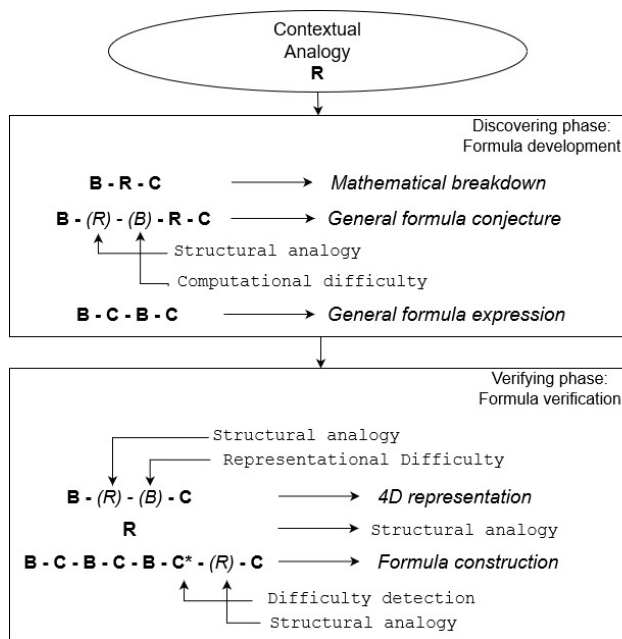 Contextual
Analogy
R
Discovering phase:
Formula development
B - R - C Mathematical breakdown
B - (R) - (B) - R - C General formula conjecture
Structural analogy
Computational difficulty
B - C - B - C General formula expression
Verifying phase:
Formula verification
Structural analogy
Representational Difficulty
B - (R) - (B) - C 4D representation
R Structural analogy
B - C - B - C - B - C* - (R) - C Formula construction
Difficulty detection
Structural analogy